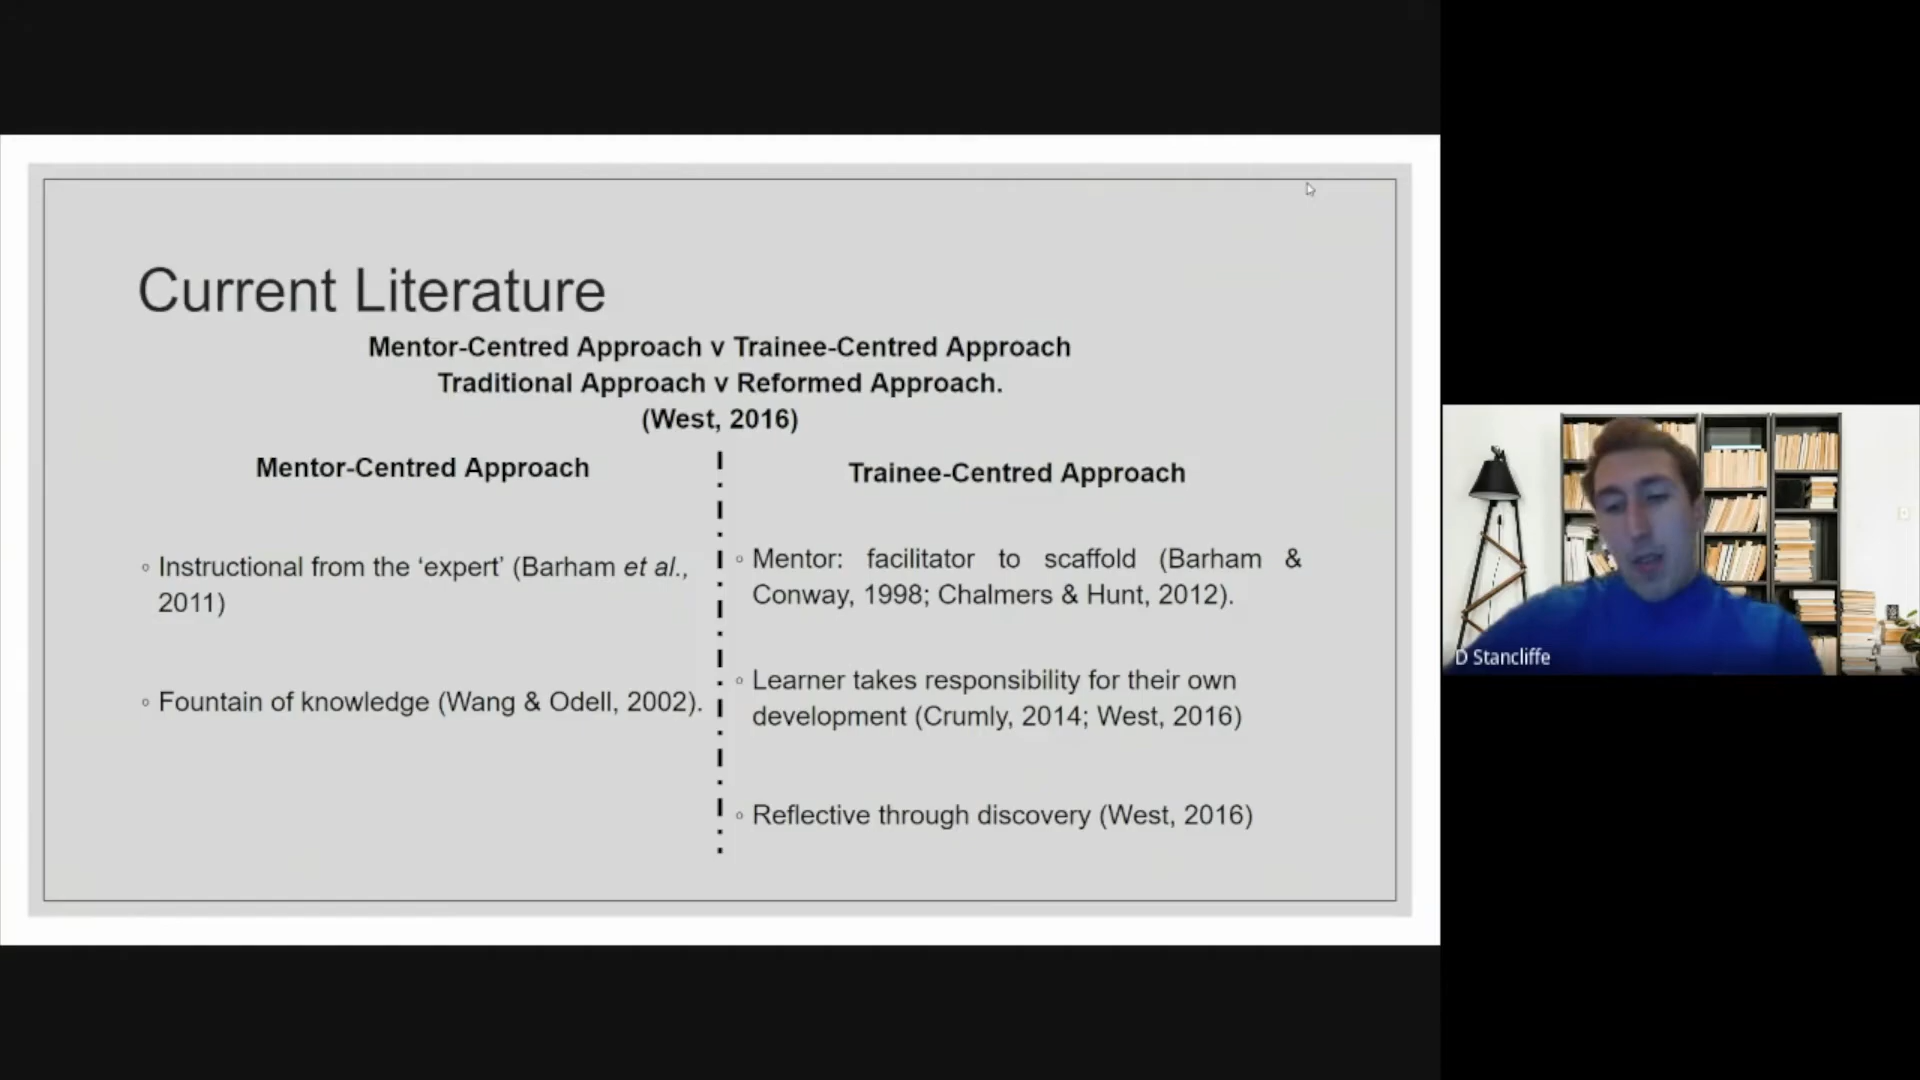 Current Literature
Mentor-Centred Approach v Trainee-Centred Approach
Traditional Approach v Reformed Approach.
(West, 2016)
Mentor-Centred Approach
◦ Instructional from the ‘expert’ (Barham et al.,
2011)
◦ Fountain of knowledge (Wang & Odell, 2002).
Trainee-Centred Approach
◦ Mentor: facilitator to scaffold (Barham &
Conway, 1998; Chalmers & Hunt, 2012).
◦ Learner takes responsibility for their own
development (Crumly, 2014; West, 2016)
◦ Reflective through discovery (West, 2016)
D Stancliffe